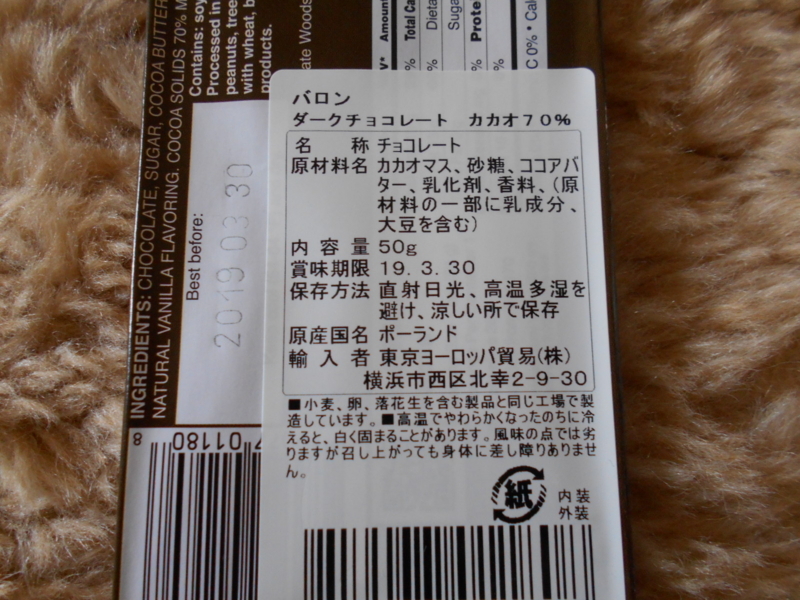 バロン
ダークチョコレート カカオ70%
名 称 チョコレート
原材料名 カカオマス、砂糖、ココアバ
ター、乳化剤、香料、(原
材料の一部に乳成分、
大豆を含む)
内容量 50g
賞味期限 19.3.30
保存方法 直射日光、高温多湿を
避け、涼しい所で保存
原産国名 ポーランド
輸入者 東京ヨーロッパ貿易(株)
横浜市西区北幸2-9-30
■小麦、卵、落花生を含む製品と同じ工場で製
造しています。■高温でやわらかくなったのちに冷
えると、白く固まることがあります。風味の点では劣
りますが召し上がっても身体に差し障りありませ
ん。
紙
内装
外装
INGREDIENTS: CHOCOLATE, SUGAR, COCOA BUTTER
NATURAL VANILLA FLAVORING. COCOA SOLIDS 70% M
Contains: soy
Processed in
peanuts, tree
with wheat,
products.
Best before:
2019 03 30
ate Woods
Amount
Total Ca
% Dieta
Suga
% Prote
%
C 0% * Cal
8
01180